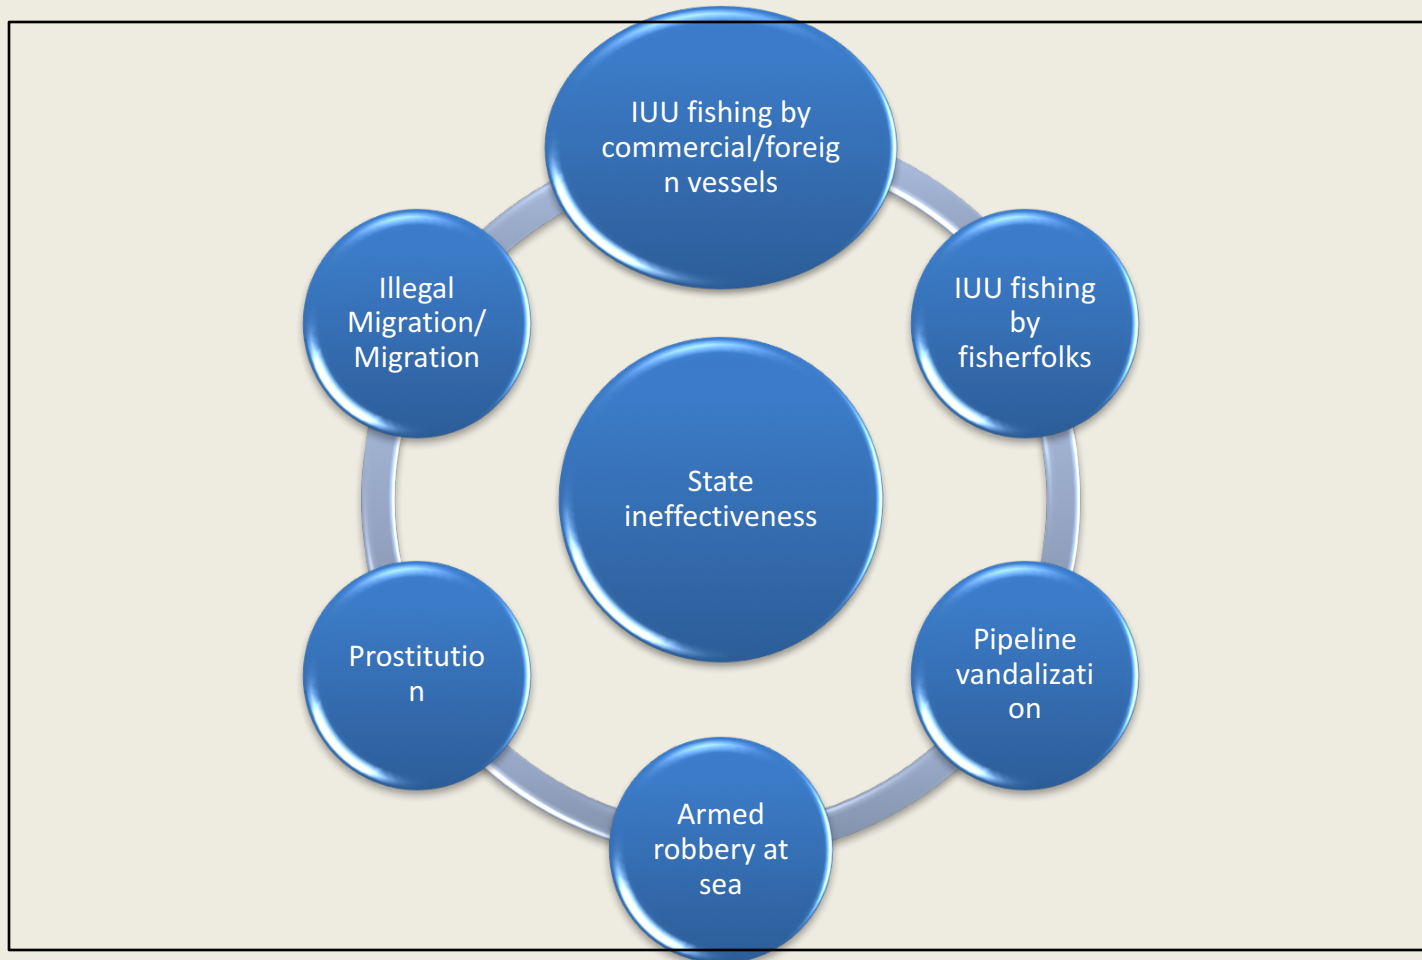 IUU fishing by
commercial/foreig
n vessels
Illegal
Migration/
Migration
IUU fishing
by
fisherfolks
State
ineffectiveness
Prostitutio
n
Pipeline
vandalizati
on
Armed
robbery at
sea